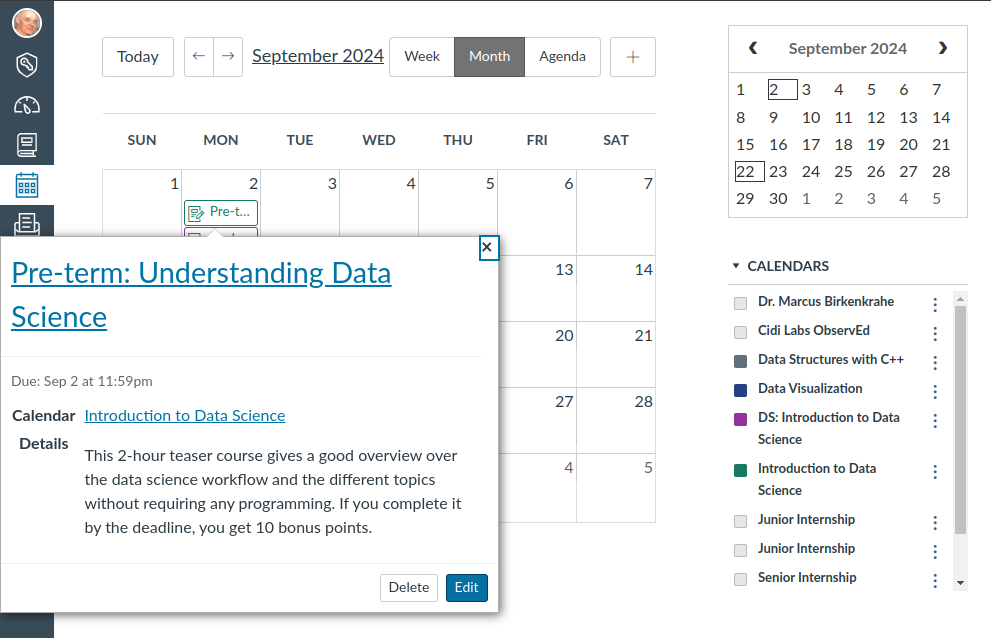 Today
←
→
September 2024
Week
Month
Agenda
+
SUN MON TUE WED THU FRI SAT
1 2 3 4 5 6 7
Pre-t...
13 14
20 21
27 28
4 5
×
Pre-term: Understanding Data
Science
Due: Sep 2 at 11:59pm
Calendar Introduction to Data Science
Details
This 2-hour teaser course gives a good overview over
the data science workflow and the different topics
without requiring any programming. If you complete it
by the deadline, you get 10 bonus points.
Delete
Edit
September 2024
1 2 3 4 5 6 7
8 9 10 11 12 13 14
15 16 17 18 19 20 21
22 23 24 25 26 27 28
29 30 1 2 3 4 5
CALENDARS
Dr. Marcus Birkenkrahe
Cidi Labs ObservEd
Data Structures with C++
Data Visualization
DS: Introduction to Data
Science
Introduction to Data
Science
Junior Internship
Junior Internship
Senior Internship